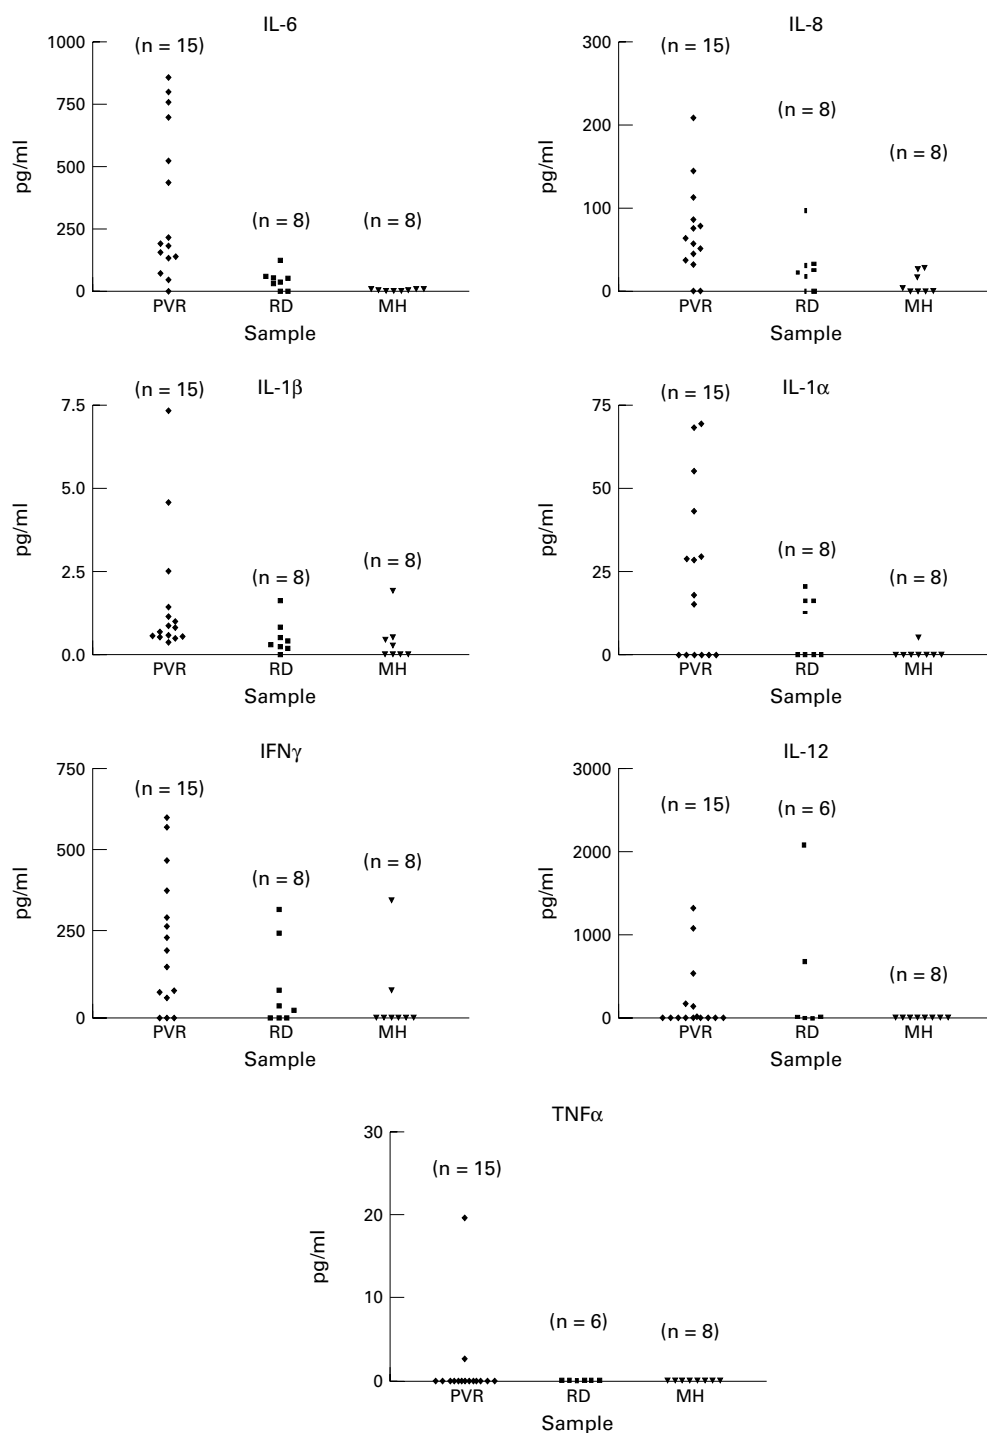 IL-6
1000
750
500
250
0
pg/ml
(n = 15)
(n = 8)
(n = 8)
PVR RD MH
Sample
IL-8
300
200
100
0
pg/ml
(n = 15)
(n = 8)
(n = 8)
PVR RD MH
Sample
IL-1β
7.5
5.0
2.5
0.0
pg/ml
(n = 15)
(n = 8)
(n = 8)
PVR RD MH
Sample
IL-1α
75
50
25
0
pg/ml
(n = 15)
(n = 8)
(n = 8)
PVR RD MH
Sample
IFNγ
750
500
250
0
pg/ml
(n = 15)
(n = 8)
(n = 8)
PVR RD MH
Sample
IL-12
3000
2000
1000
0
pg/ml
(n = 15)
(n = 6)
(n = 8)
PVR RD MH
Sample
TNFα
30
20
10
0
pg/ml
(n = 15)
(n = 6)
(n = 8)
PVR RD MH
Sample